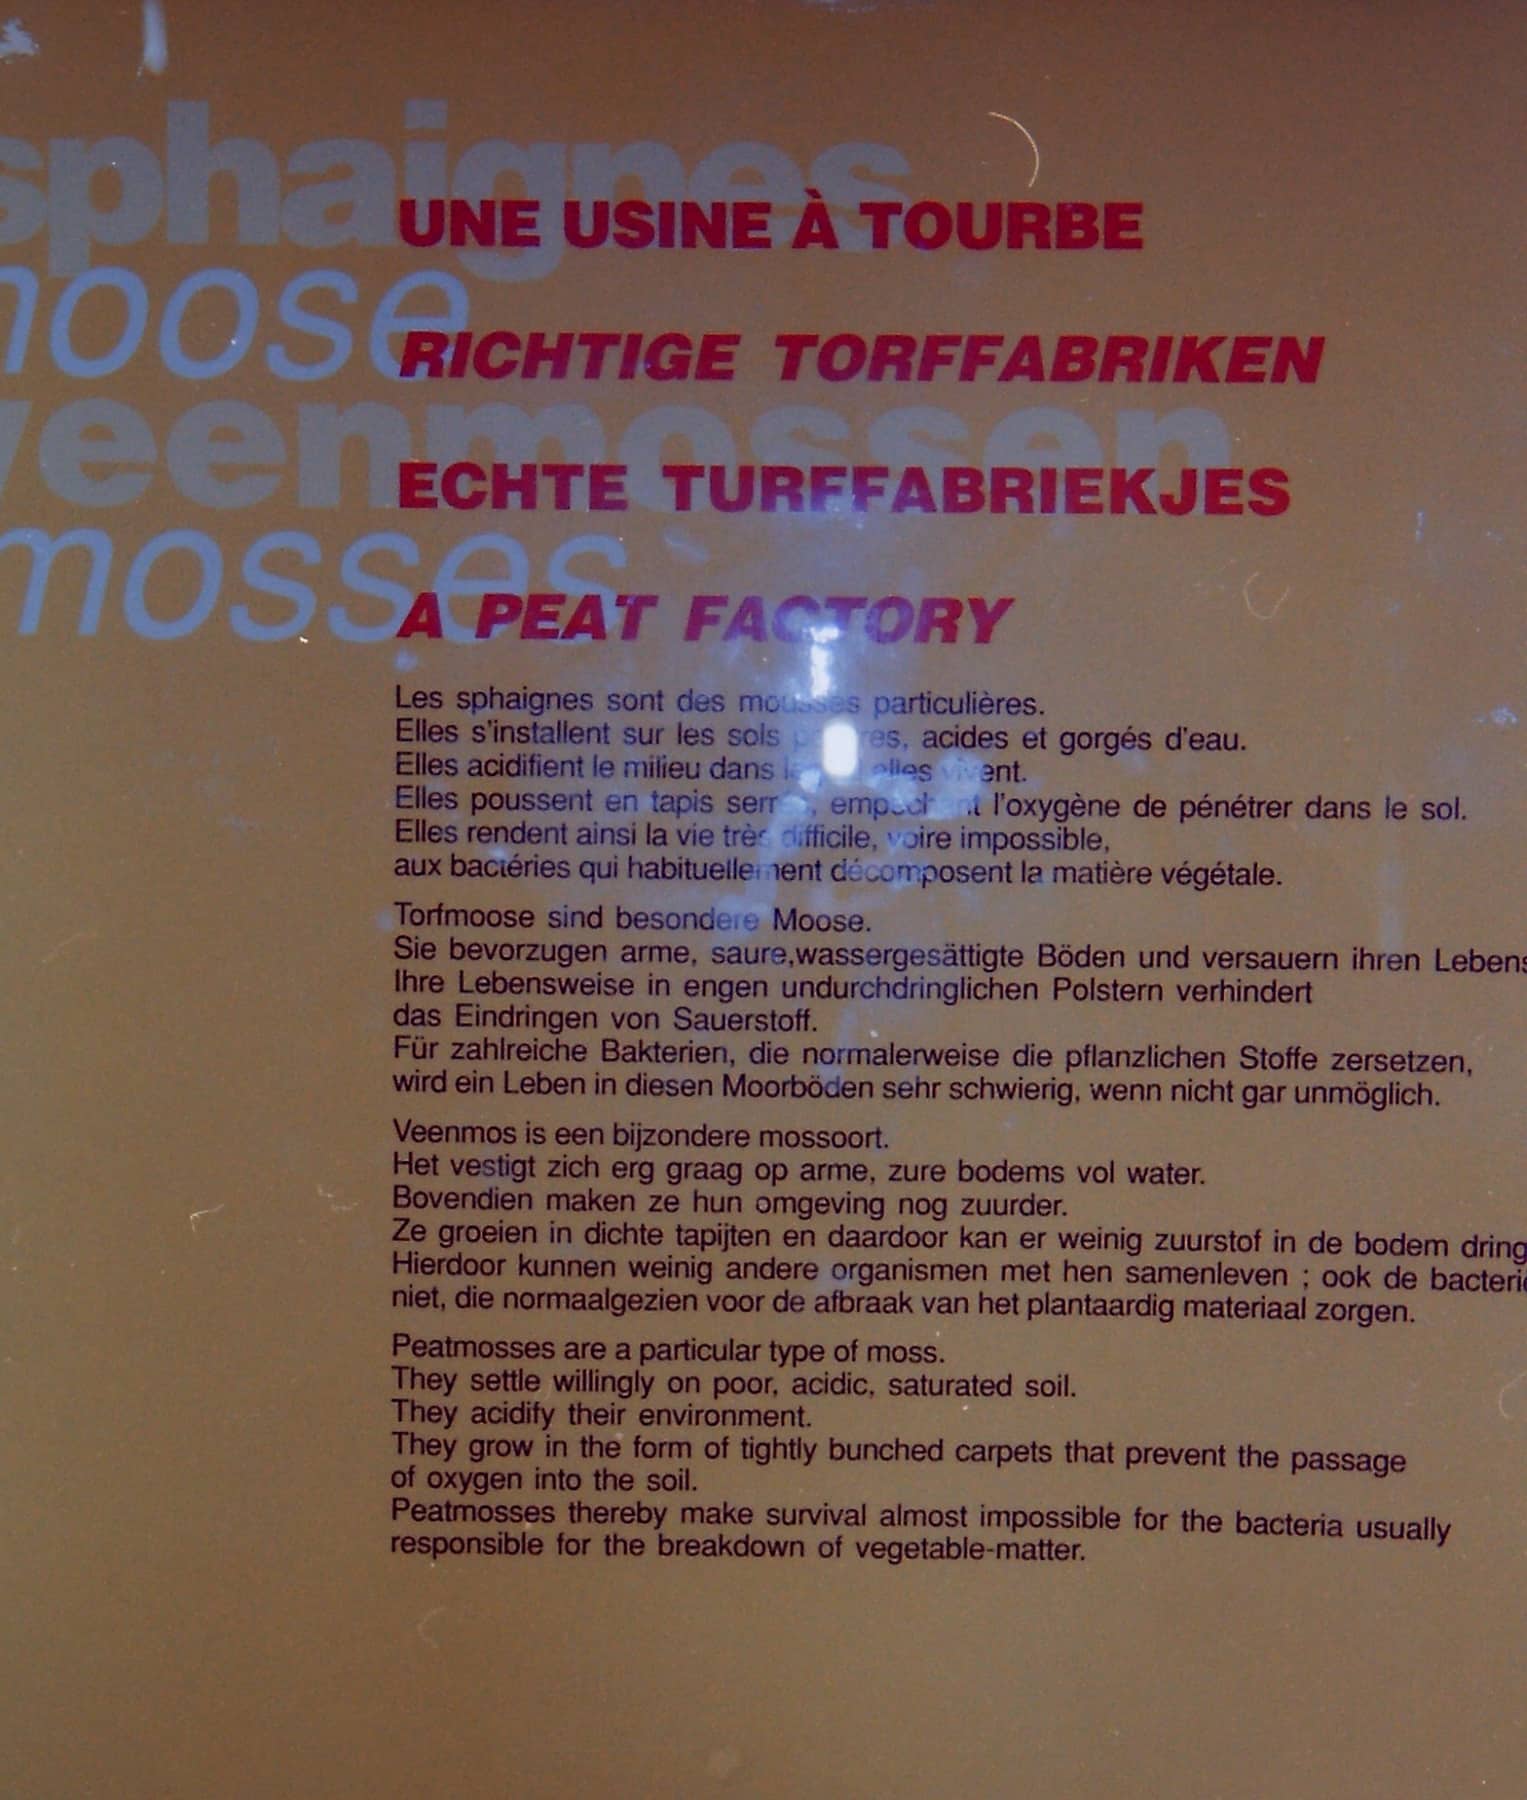 sphaignes
moose
veenmossen
mosses
UNE USINE À TOURBE
RICHTIGE TORFFABRIKEN
ECHTE TURFFABRIEKJES
A PEAT FACTORY
Les sphaignes sont des mousses particulières.
Elles s'installent sur les sols acides et gorgés d'eau.
Elles acidifient le milieu dans elles vivent.
Elles poussent en tapis serrés, empêchant l'oxygène de pénétrer dans le sol.
Elles rendent ainsi la vie très difficile, voire impossible,
aux bactéries qui habituellement décomposent la matière végétale.
Torfmoose sind besondere Moose.
Sie bevorzugen arme, saure,wassergesättigte Böden und versauern ihren Lebens
Ihre Lebensweise in engen undurchdringlichen Polstern verhindert
das Eindringen von Sauerstoff.
Für zahlreiche Bakterien, die normalerweise die pflanzlichen Stoffe zersetzen,
wird ein Leben in diesen Moorböden sehr schwierig, wenn nicht gar unmöglich.
Veenmos is een bijzondere mossoort.
Het vestigt zich erg graag op arme, zure bodems vol water.
Bovendien maken ze hun omgeving nog zuurder.
Ze groeien in dichte tapijten en daardoor kan er weinig zuurstof in de bodem dring
Hierdoor kunnen weinig andere organismen met hen samenleven ; ook de bacterie
niet, die normaalgezien voor de afbraak van het plantaardig materiaal zorgen.
Peatmosses are a particular type of moss.
They settle willingly on poor, acidic, saturated soil.
They acidify their environment.
They grow in the form of tightly bunched carpets that prevent the passage
of oxygen into the soil.
Peatmosses thereby make survival almost impossible for the bacteria usually
responsible for the breakdown of vegetable-matter.